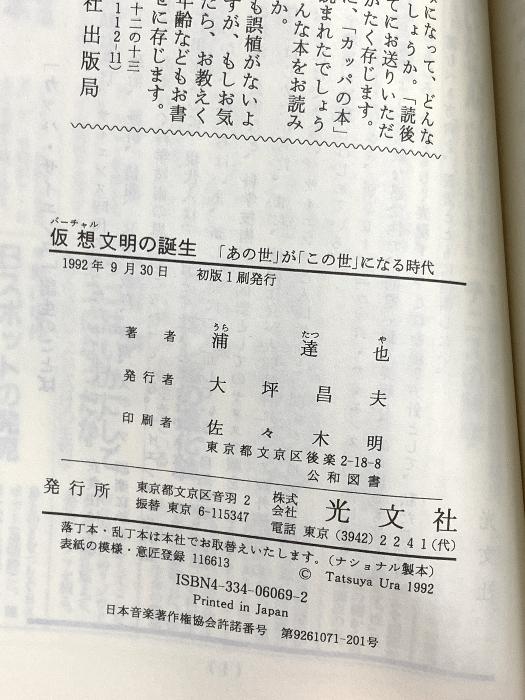 になって、どんな
しょうか。「読後
てにお送りいただ
がたく存じます。
に、「カッパの本」
読まれたでしょう
んな本をお読み
か。
も誤植がないよ
すが、もしお気
たら、お教えく
年齢などもお書
せに存じます。
十二の十三
112-11)
社 出版局
バーチャル
仮想文明の誕生 「あの世」が「この世」になる時代
1992年9月30日 初版1刷発行
うら たつ や
著者 浦 達 也
発行者 大坪昌夫
印刷者 佐々木明
東京都文京区後楽2-18-8
公和図書
発行所 東京都文京区音羽2 株式会社 光文社
振替 東京6-115347 電話 東京(3942)2241(代)
落丁本・乱丁本は本社でお取替えいたします。(ナショナル製本)
表紙の模様・意匠登録 116613 © Tatsuya Ura 1992
ISBN4-334-06069-2
Printed in Japan
日本音楽著作権協会許諾番号 第9261071-201号